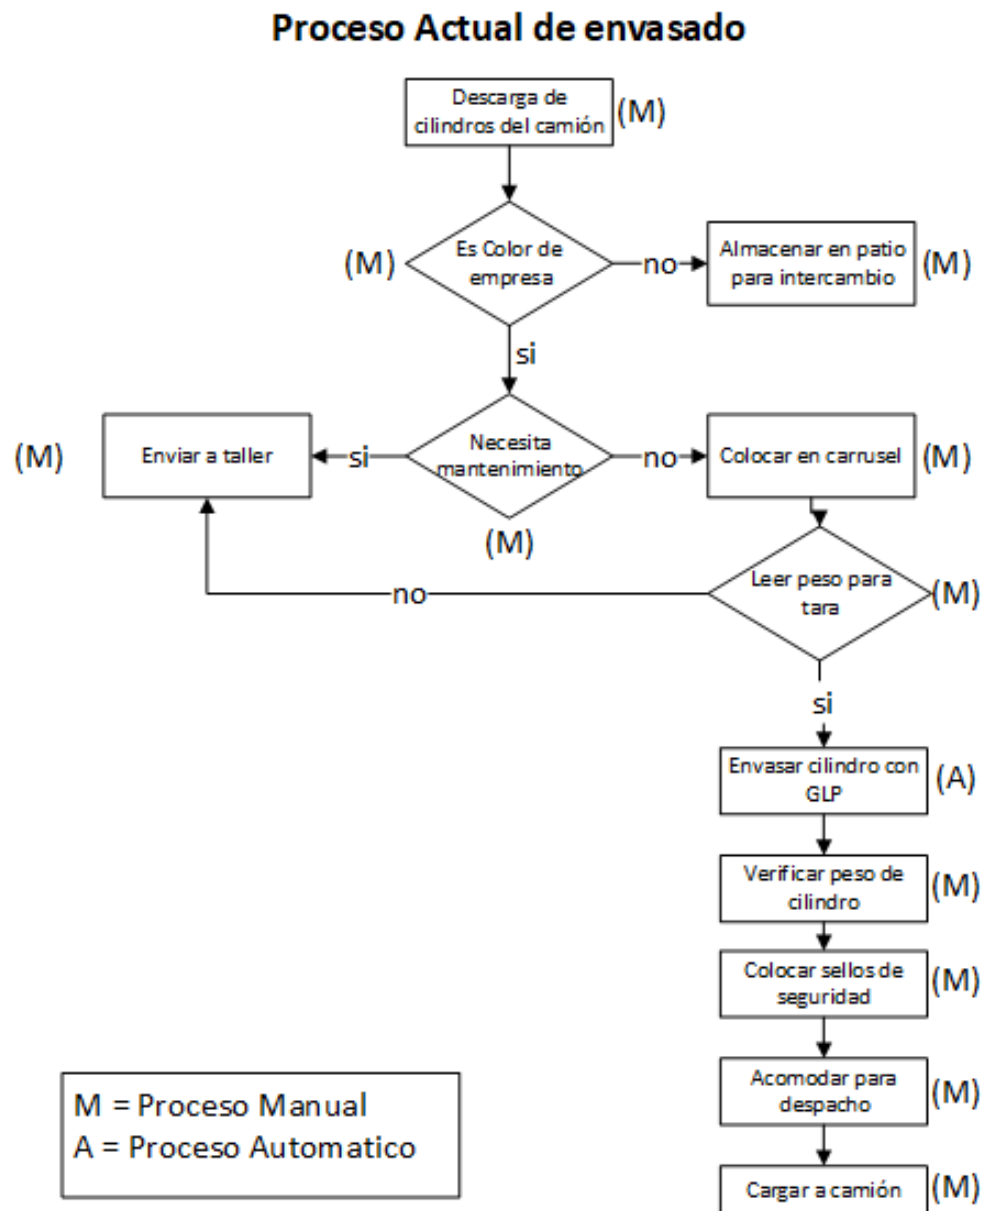 Proceso Actual de envasado
Descarga de
cilindros del camión
(M)
(M)
Es Color de
empresa
no
Almacenar en patio
para intercambio
(M)
si
(M)
Enviar a taller
si
Necesita
mantenimiento
no
Colocar en carrusel
(M)
(M)
Leer peso para
tara
(M)
no
si
Envasar cilindro con
GLP
(A)
Verificar peso de
cilindro
(M)
Colocar sellos de
seguridad
(M)
Acomodar para
despacho
(M)
M = Proceso Manual
A = Proceso Automatico
Cargar a camión
(M)